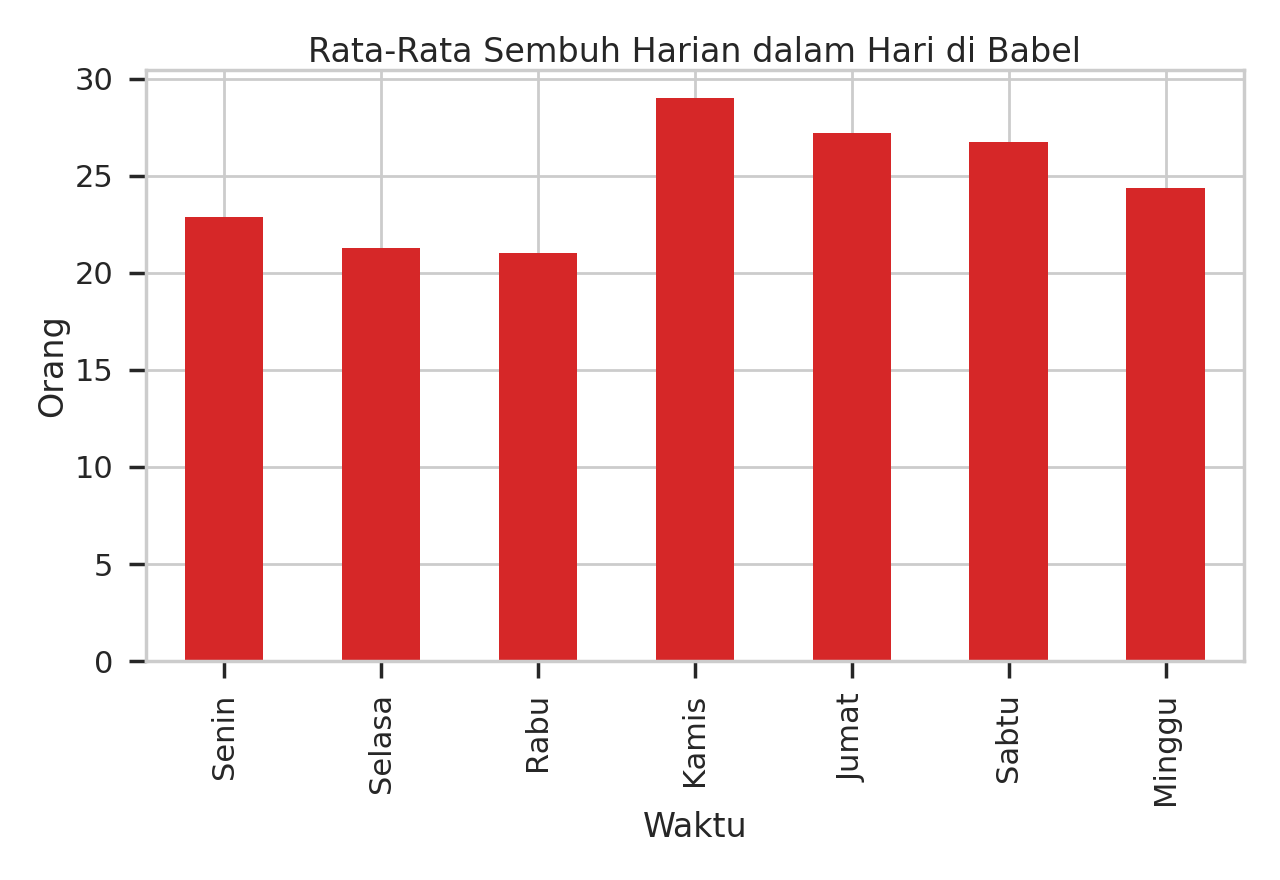 Rata-Rata Sembuh Harian dalam Hari di Babel
30
25
20
15
10
5
0
Orang
Senin
Selasa
Rabu
Kamis
Jumat
Sabtu
Minggu
Waktu